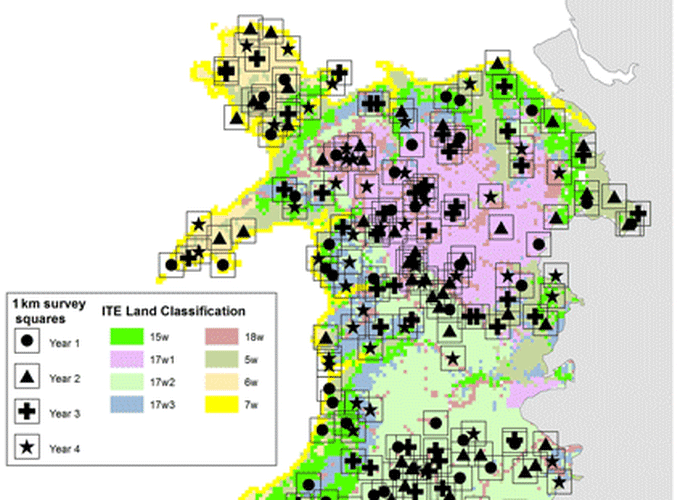 1km survey
squares
ITE Land Classification
Year 1
Year 2
Year 3
Year 4
15w
17w1
17w2
17w3
18w
5w
6w
7w